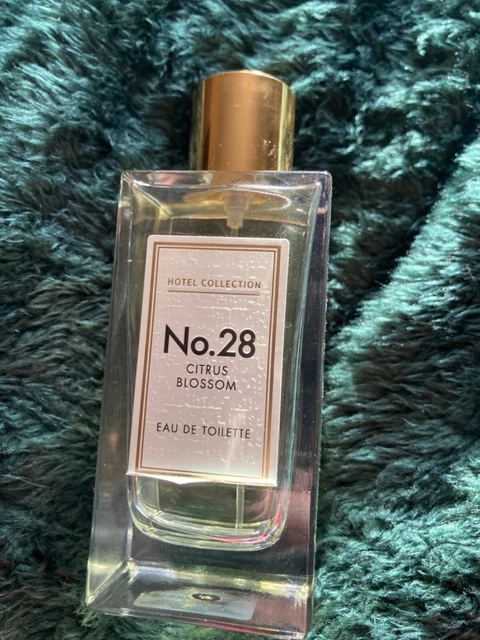 HOTEL COLLECTION
No.28
CITRUS
BLOSSOM
EAU DE TOILETTE